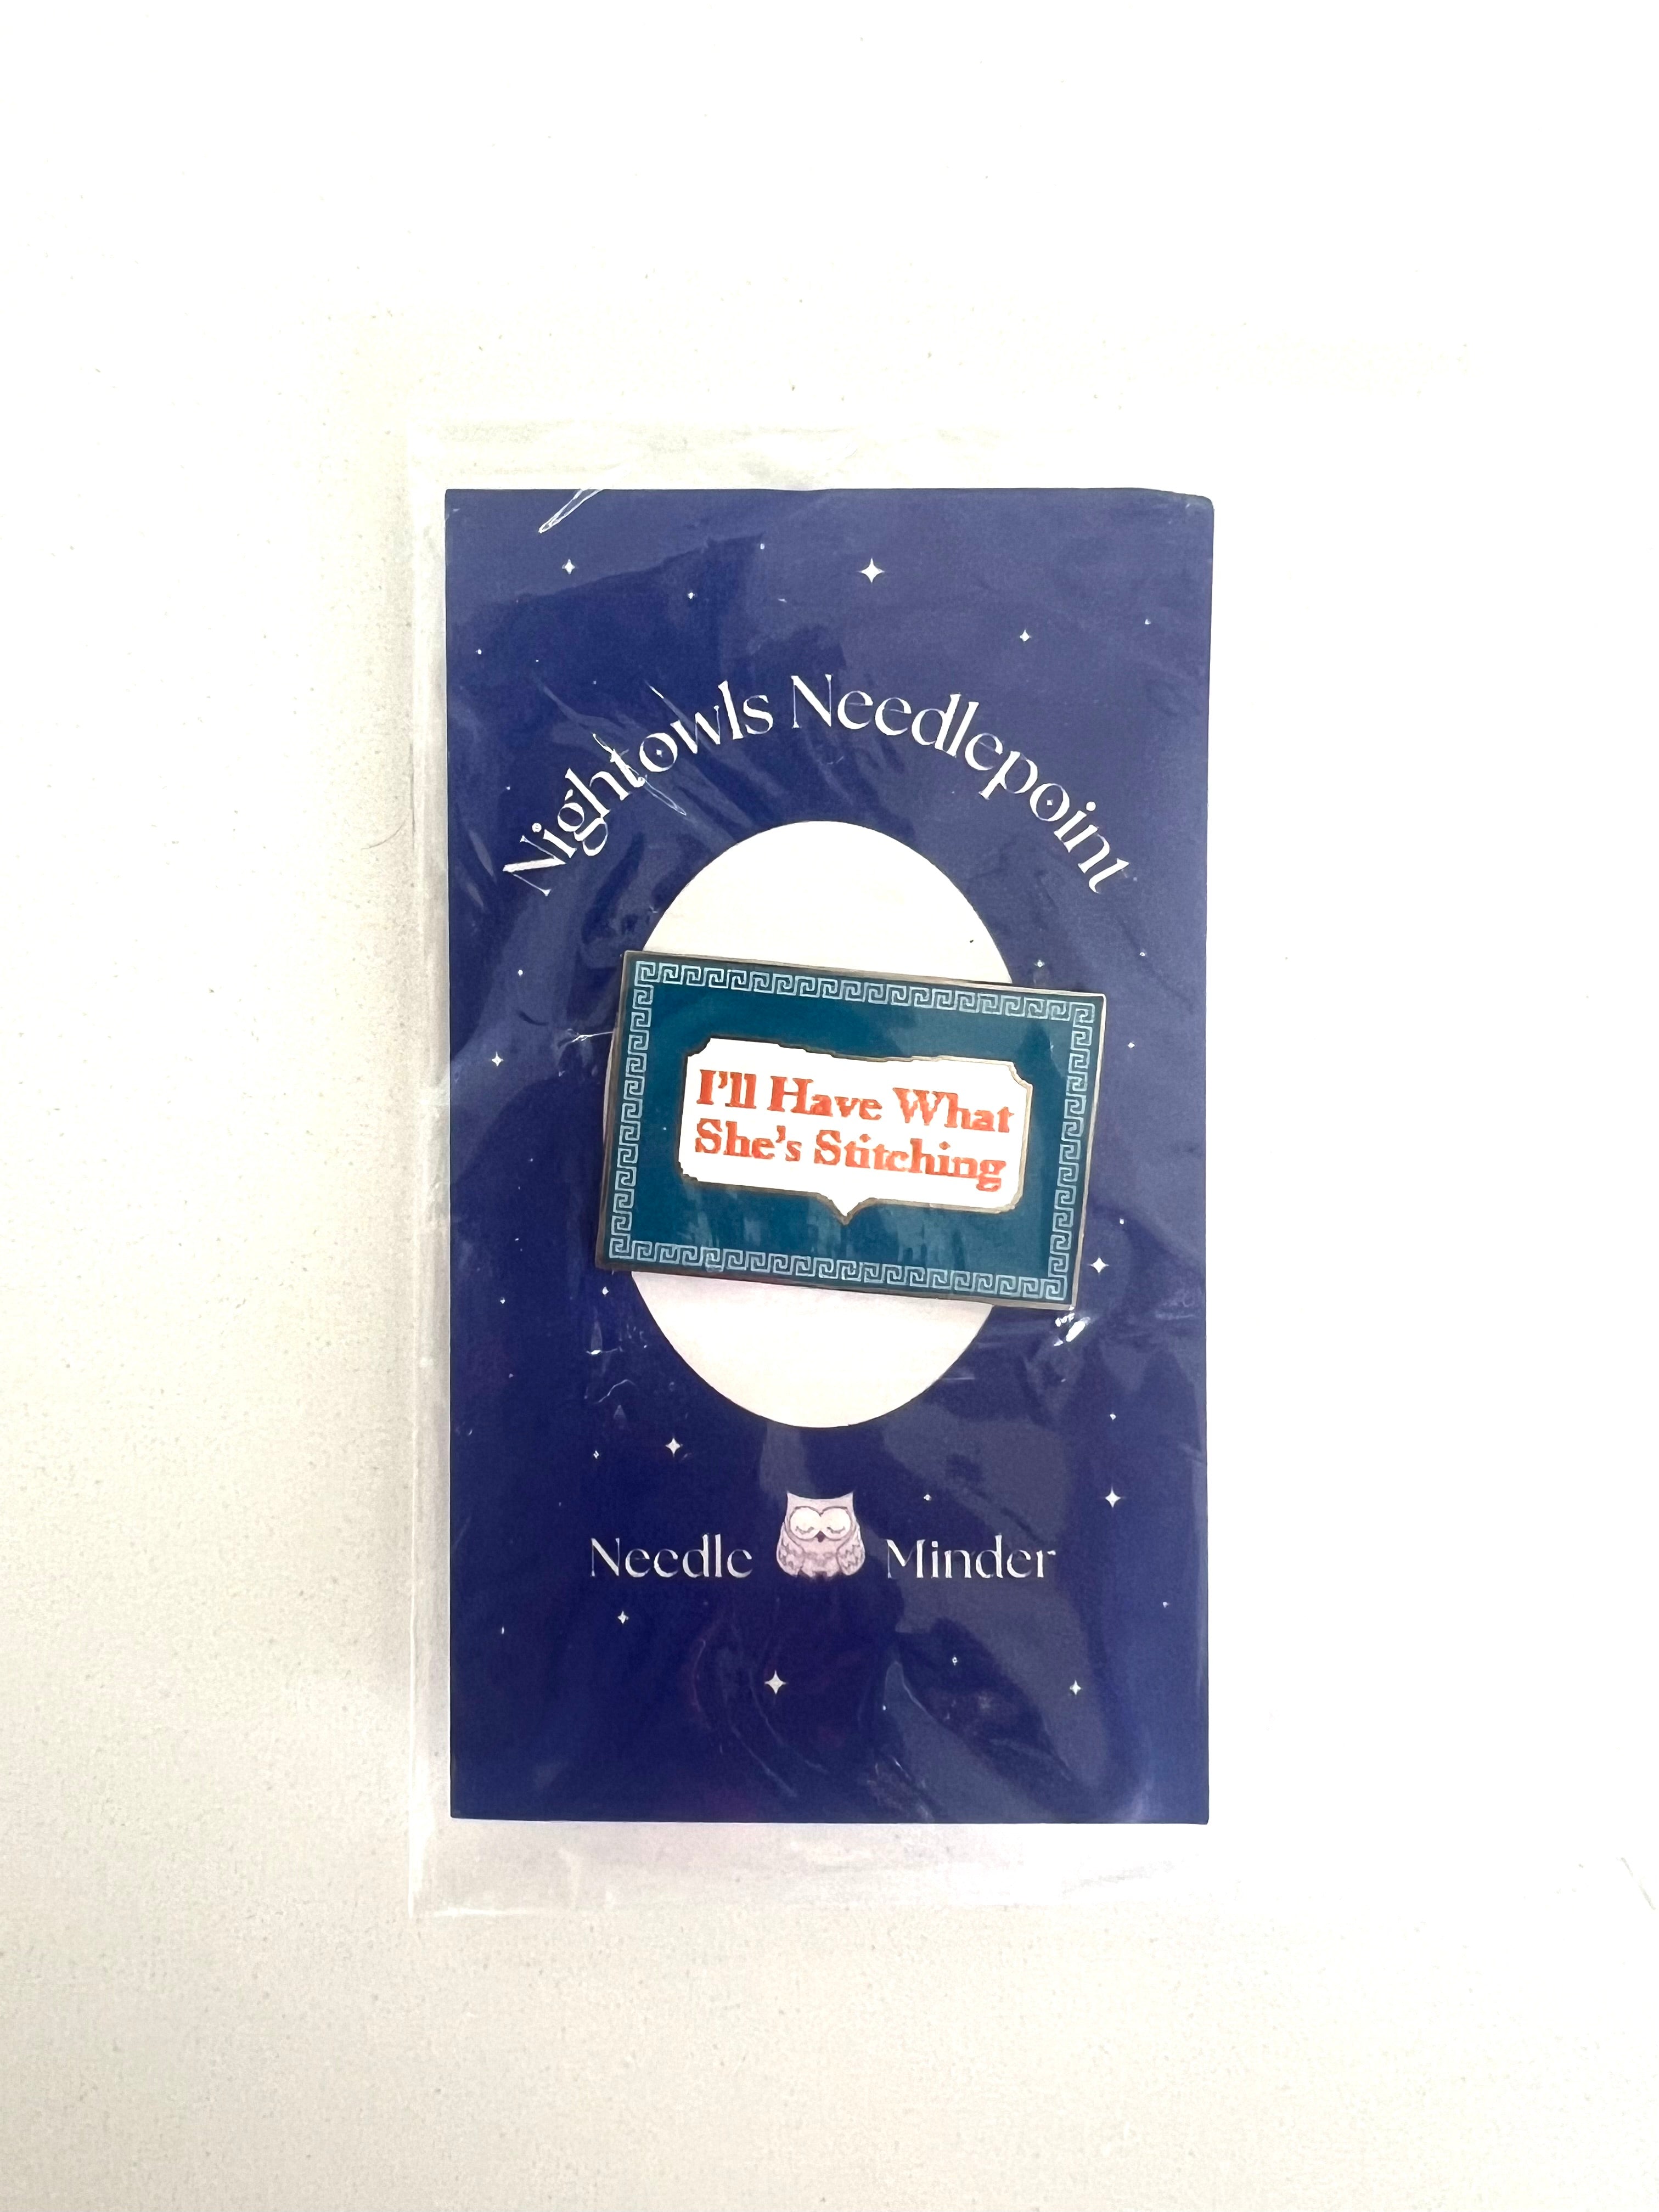 Nightowls Needlepoint
I'll Have What
She's Stitching
Needle Minder